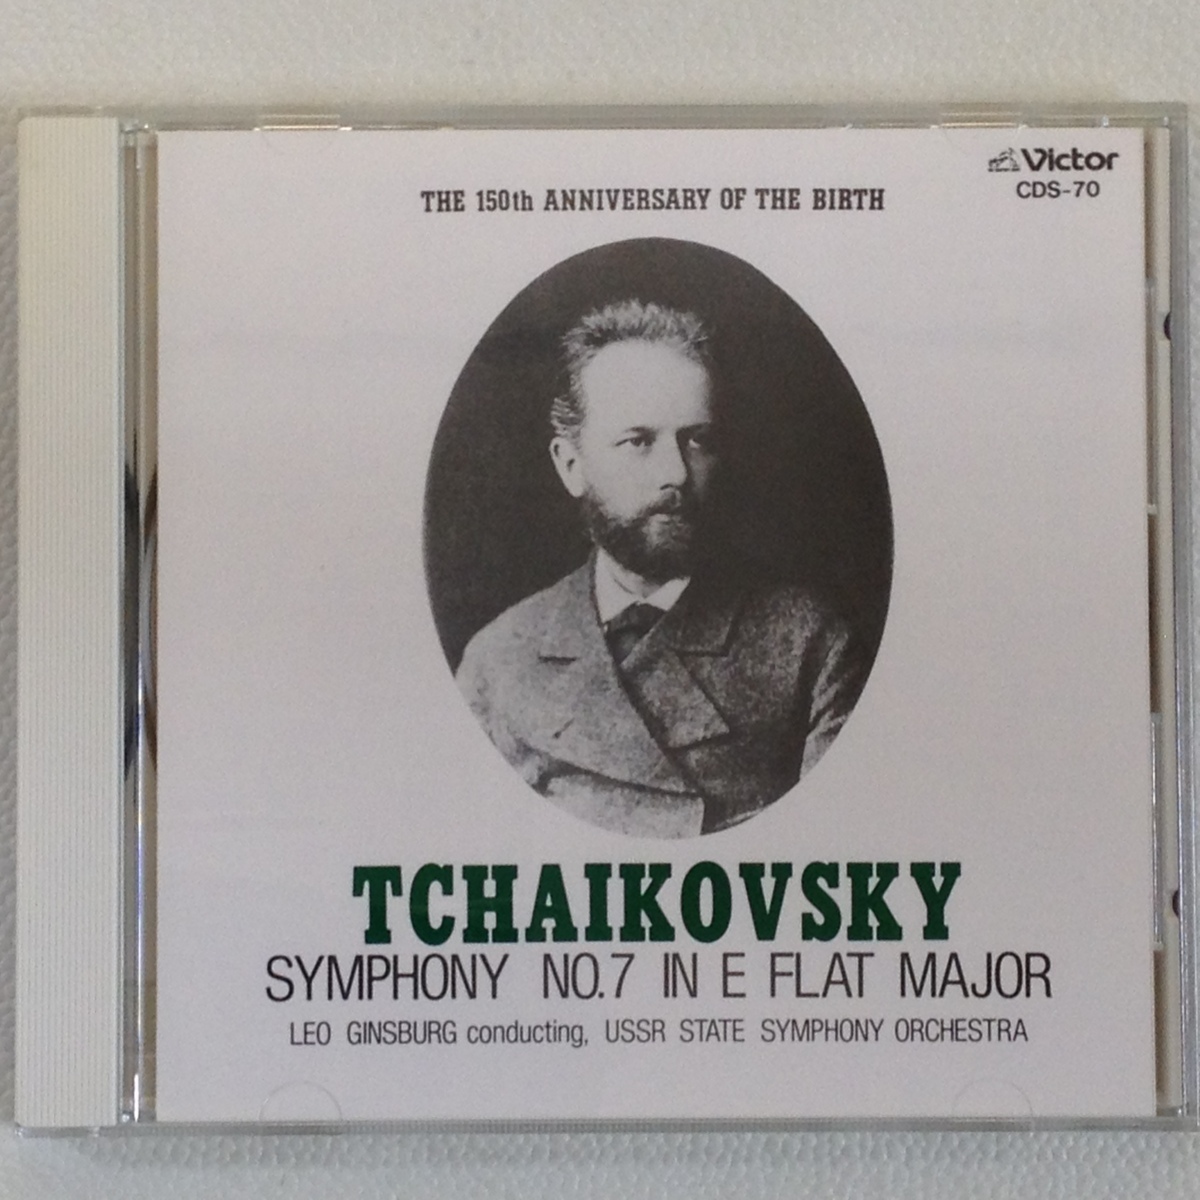 Victor
CDS-70
THE 150th ANNIVERSARY OF THE BIRTH
TCHAIKOVSKY
SYMPHONY NO.7 IN E FLAT MAJOR
LEO GINSBURG conducting, USSR STATE SYMPHONY ORCHESTRA